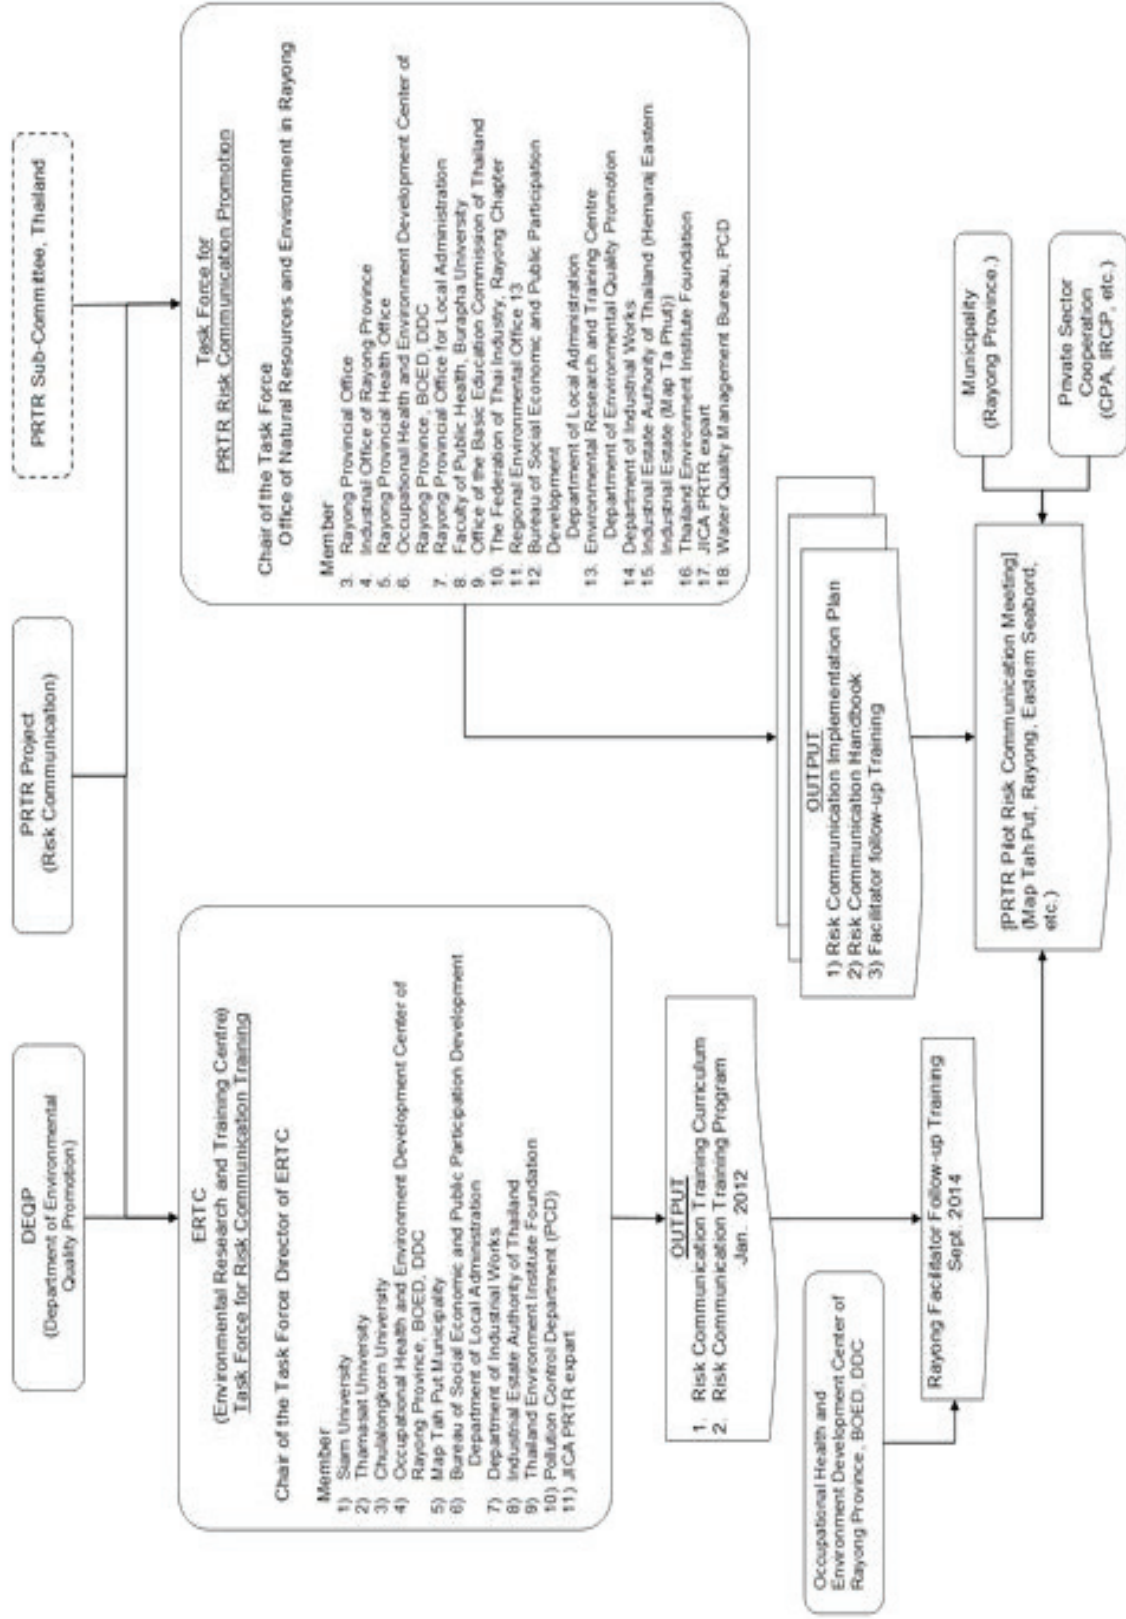 DEQP
(Department of Environmental
Quality Promotion)
PRTR Project
(Risk Communication)
PRTR Sub-Committee, Thailand
ERTC
(Environmental Research and Training Centre)
Task Force for Risk Communication Training
Chair of the Task Force Director of ERTC
Member
1) Siam University
2) Thamasat University
3) Chulalongkorn University
4) Occupational Health and Environment Development Center of
Rayong Province, BOED, DDC
5) Map Tah Put Municipality
6) Bureau of Social Economic and Public Participation Development
Department of Local Administration
7) Department of Industrial Works
8) Industrial Estate Authority of Thailand
9) Thailand Environment Institute Foundation
10) Pollution Control Department (PCD)
11) JICA PRTR expart
Task Force for
PRTR Risk Communication Promotion
Chair of the Task Force
Office of Natural Resources and Environment in Rayong
Member
3. Rayong Provincial Office
4. Industrial Office of Rayong Province
5. Rayong Provincial Health Office
6. Occupational Health and Environment Development Center of
Rayong Province, BOED, DDC
7. Rayong Provincial Office for Local Administration
8. Faculty of Public Health, Burapha University
9. Office of the Basic Education Commission of Thailand
10. The Federation of Thai Industry, Rayong Chapter
11. Regional Environmental Office 13
12. Bureau of Social Economic and Public Participation
Development
Department of Local Administration
13. Environmental Research and Training Centre
Department of Environmental Quality Promotion
14. Department of Industrial Works
15. Industrial Estate Authority of Thailand (Hemaraj Eastern
Industrial Estate (Map Ta Phut))
16. Thailand Environment Institute Foundation
17. JICA PRTR expart
18. Water Quality Management Bureau, PCD
OUTPUT
1. Risk Communication Training Curriculum
2. Risk Communication Training Program
Jan. 2012
OUTPUT
1) Risk Communication Implementation Plan
2) Risk Communication Handbook
3) Facilitator follow-up Training
Occupational Health and
Environment Development Center of
Rayong Province, BOED, DDC
Rayong Facilitator Follow-up Training
Sept. 2014
[PRTR Pilot Risk Communication Meeting]
(Map Tah Put, Rayong, Eastern Seabord,
etc.)
Municipality
(Rayong Province.)
Private Sector
Cooperation
(CPA, IRCP, etc.)